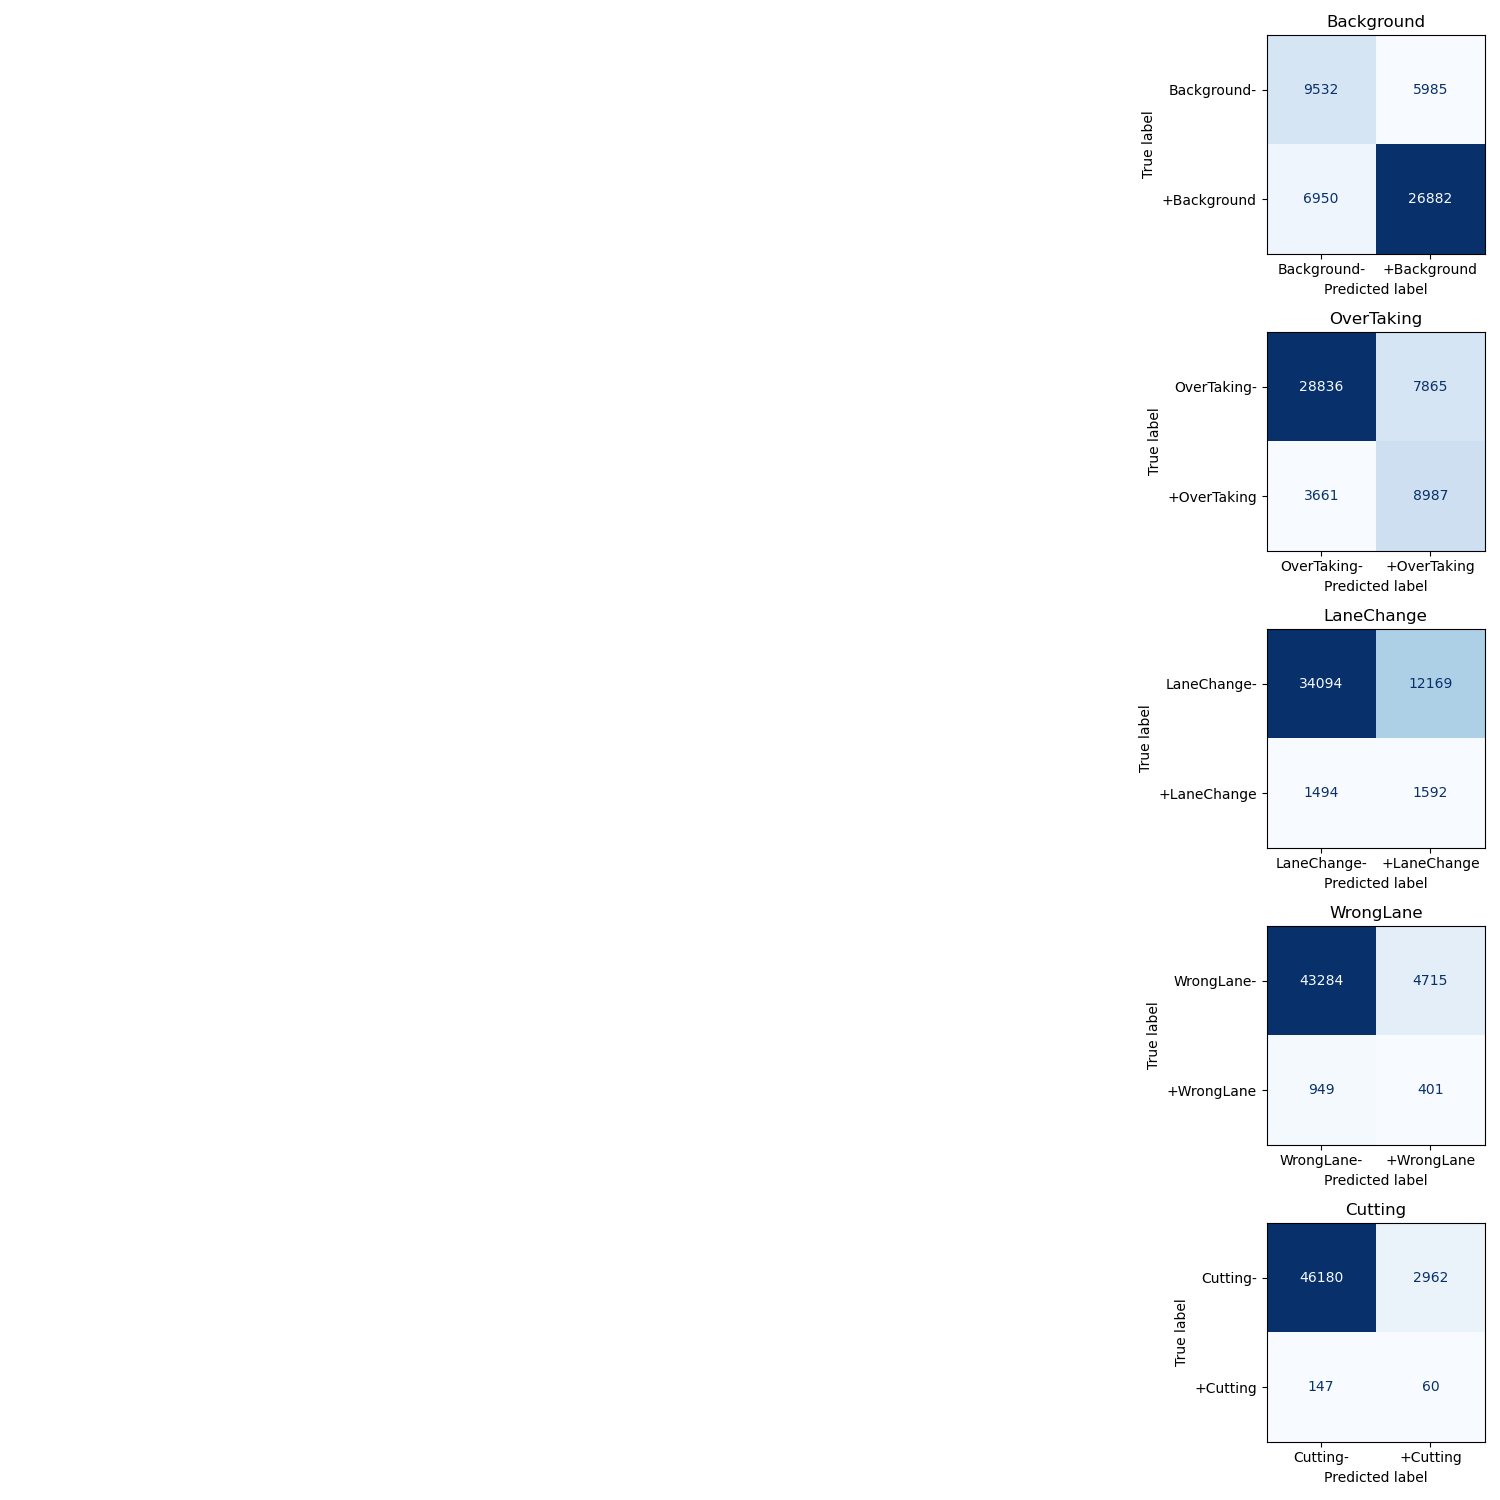 Background
Background-
9532
5985
True label
+Background
6950
26882
Background-
+Background
Predicted label
OverTaking
OverTaking-
28836
7865
True label
+OverTaking
3661
8987
OverTaking-
+OverTaking
Predicted label
LaneChange
LaneChange-
34094
12169
True label
+LaneChange
1494
1592
LaneChange-
+LaneChange
Predicted label
WrongLane
WrongLane-
43284
4715
True label
+WrongLane
949
401
WrongLane-
+WrongLane
Predicted label
Cutting
Cutting-
46180
2962
True label
+Cutting
147
60
Cutting-
+Cutting
Predicted label